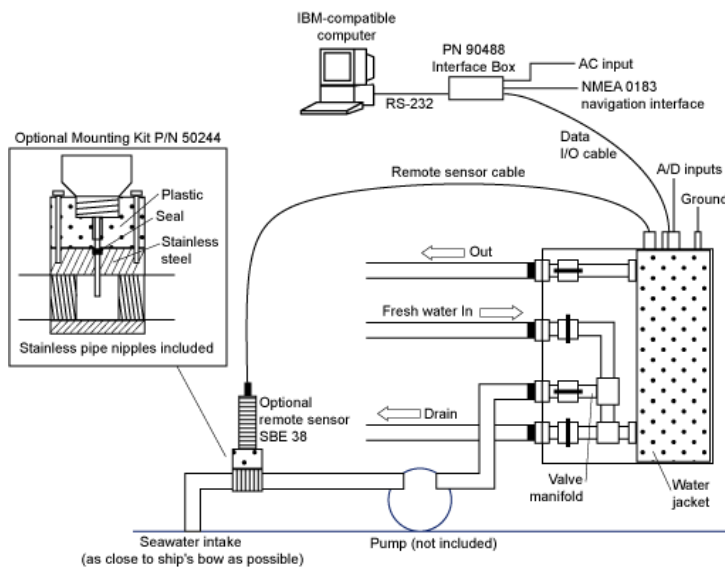 IBM-compatible
computer
PN 90488
Interface Box
AC input
NMEA 0183
navigation interface
RS-232
Data
I/O cable
Optional Mounting Kit P/N 50244
Plastic
Seal
Stainless
steel
Stainless pipe nipples included
Remote sensor cable
A/D inputs
Ground
Out
Fresh water In
Drain
Optional
remote sensor
SBE 38
Valve
manifold
Water
jacket
Seawater intake
(as close to ship's bow as possible)
Pump (not included)